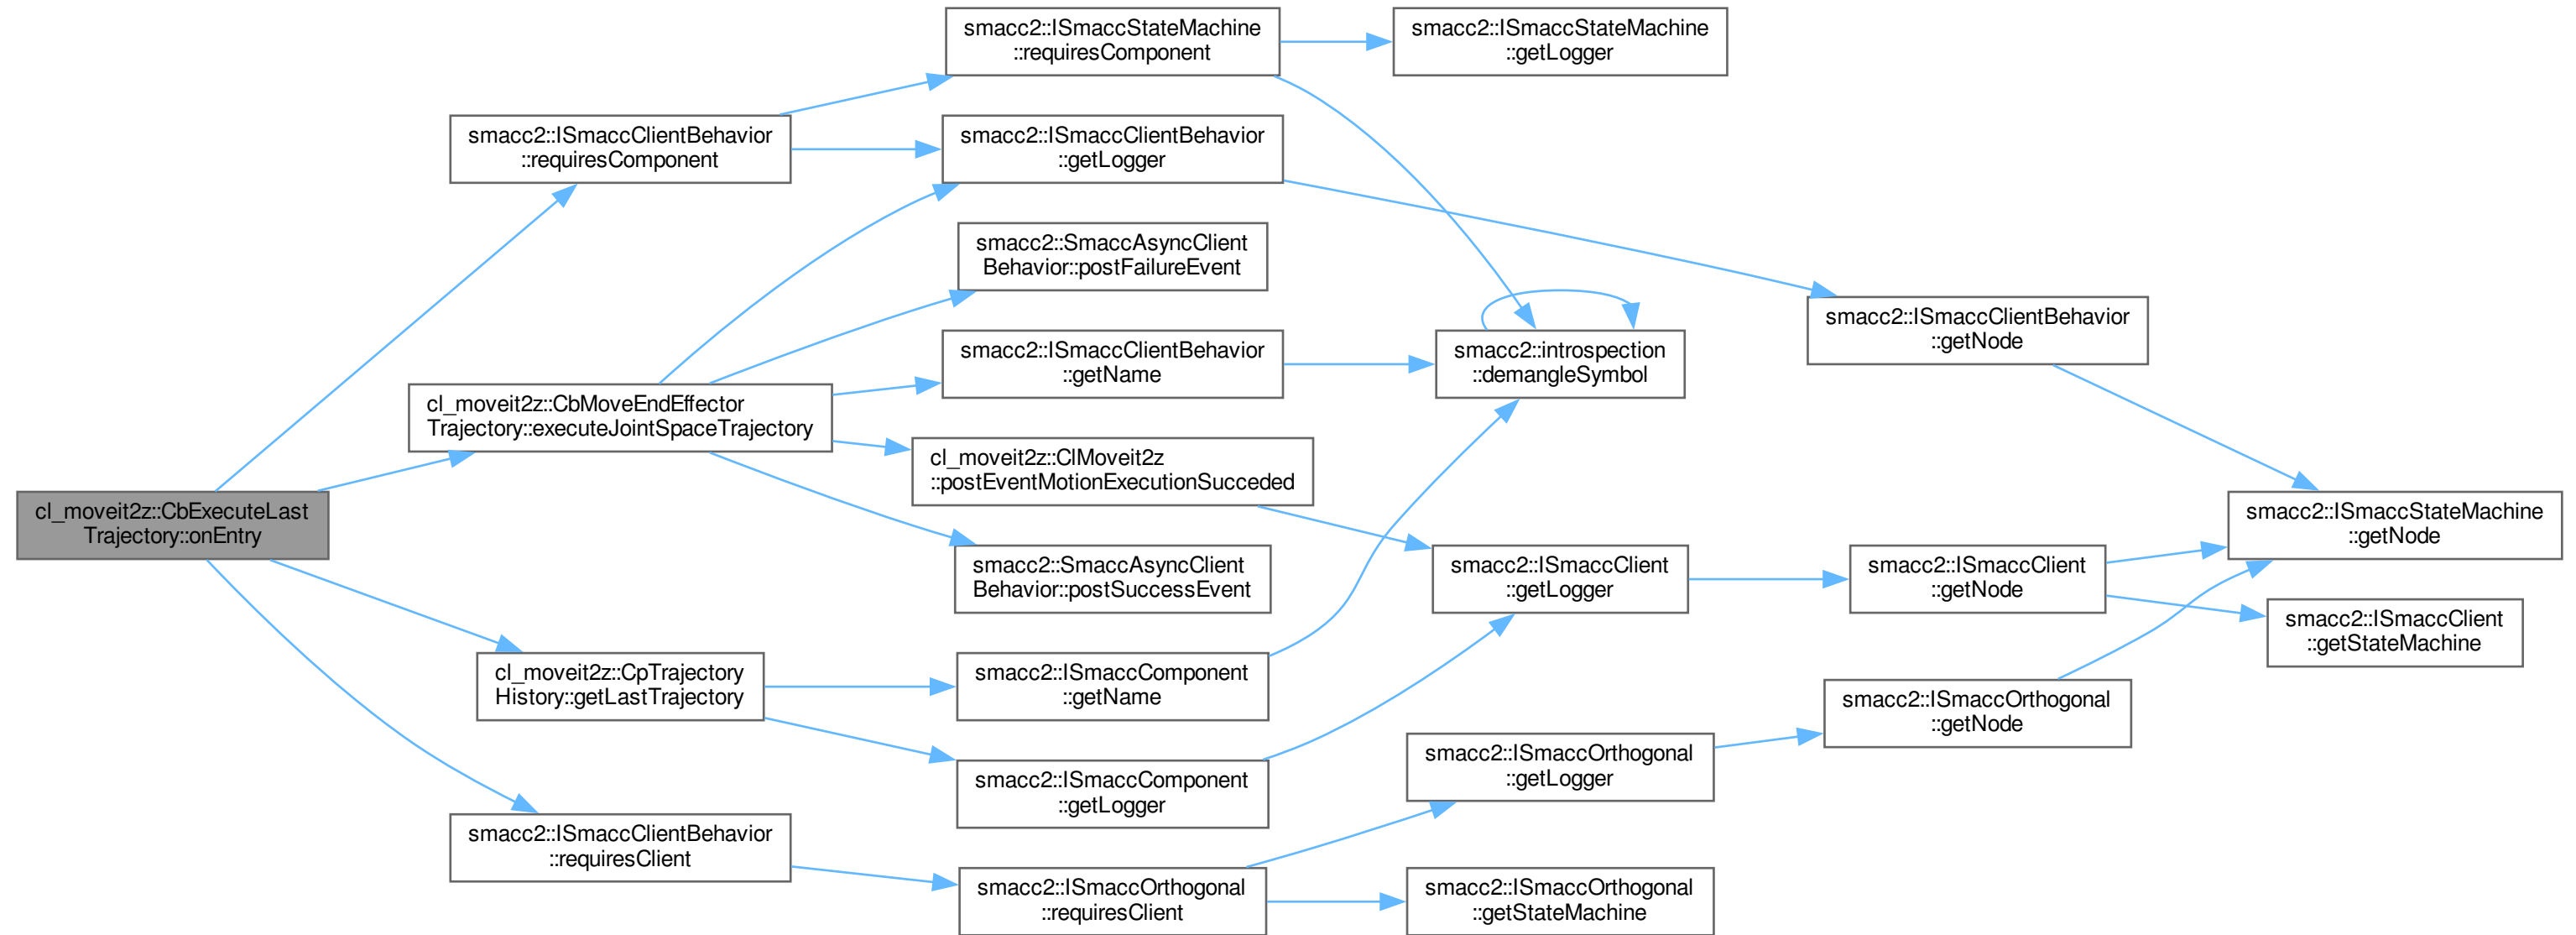 smacc2::ISmaccStateMachine
::requiresComponent
smacc2::ISmaccStateMachine
::getLogger
smacc2::ISmaccClientBehavior
::requiresComponent
smacc2::ISmaccClientBehavior
::getLogger
smacc2::SmaccAsyncClient
Behavior::postFailureEvent
smacc2::ISmaccClientBehavior
::getNode
smacc2::ISmaccClientBehavior
::getName
smacc2::introspection
::demangleSymbol
cl_moveit2z::CbMoveEndEffector
Trajectory::executeJointSpaceTrajectory
cl_moveit2z::ClMoveit2z
::postEventMotionExecutionSucceded
cl_moveit2z::CbExecuteLast
Trajectory::onEntry
smacc2::ISmaccStateMachine
::getNode
smacc2::SmaccAsyncClient
Behavior::postSuccessEvent
smacc2::ISmaccClient
::getLogger
smacc2::ISmaccClient
::getNode
smacc2::ISmaccClient
::getStateMachine
cl_moveit2z::CpTrajectory
History::getLastTrajectory
smacc2::ISmaccComponent
::getName
smacc2::ISmaccOrthogonal
::getNode
smacc2::ISmaccComponent
::getLogger
smacc2::ISmaccOrthogonal
::getLogger
smacc2::ISmaccClientBehavior
::requiresClient
smacc2::ISmaccOrthogonal
::requiresClient
smacc2::ISmaccOrthogonal
::getStateMachine